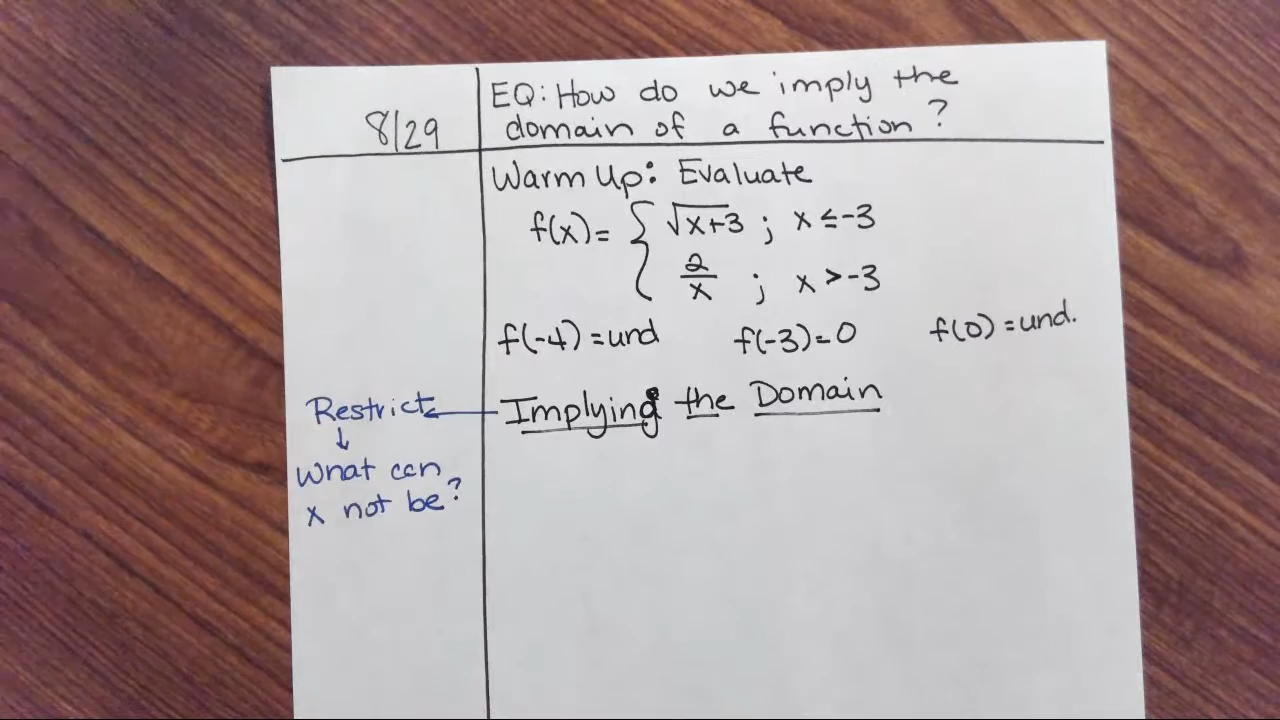 8/29
EQ: How do we imply the
domain of a function?
Warm Up: Evaluate
f(x)= { √x+3 ; x ≤ -3
2/x ; x > -3
f(-4) = und f(-3) = 0 f(0) = und.
Implying the Domain
Restrict
↓
What can
x not be?